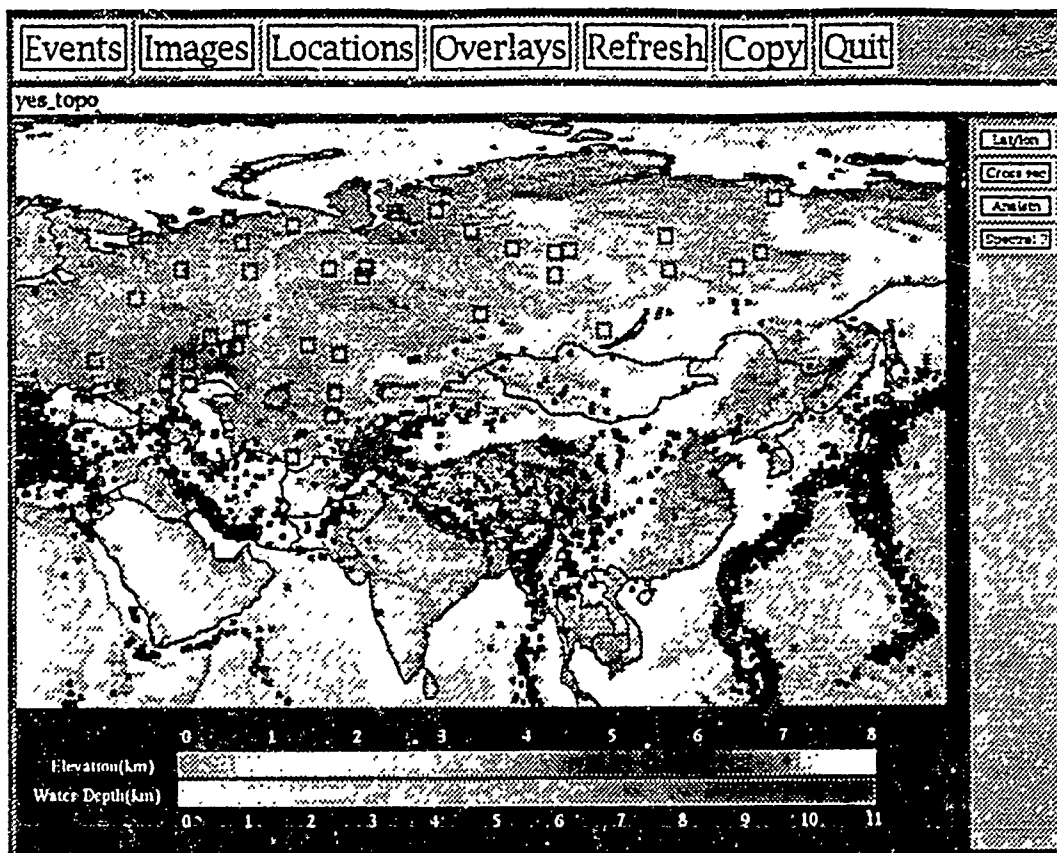 Events Images Locations Overlays Refresh Copy Quit
yes_topo
Lat/lon
Cross sec
Spectral ?
0 1 2 3 4 5 6 7 8
Elevation(km)
Water Depth(km)
0 1 2 3 4 5 6 7 8 9 10 11